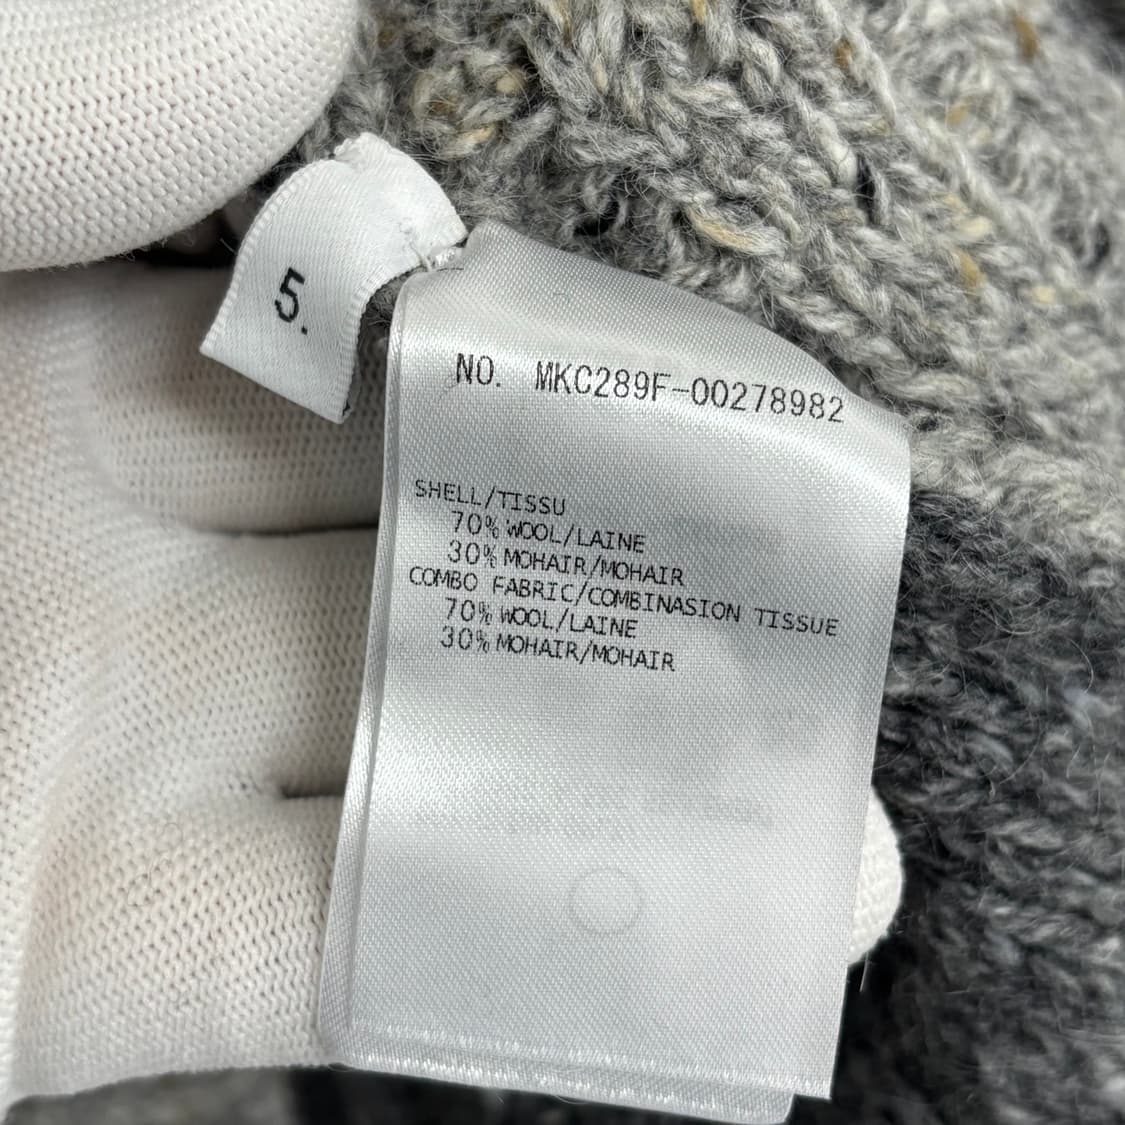 5.
NO. MKC289F-00278982
SHELL/TISSU
70% WOOL/LAINE
30% MOHAIR/MOHAIR
COMBO FABRIC/COMBINASION TISSUE
70% WOOL/LAINE
30% MOHAIR/MOHAIR